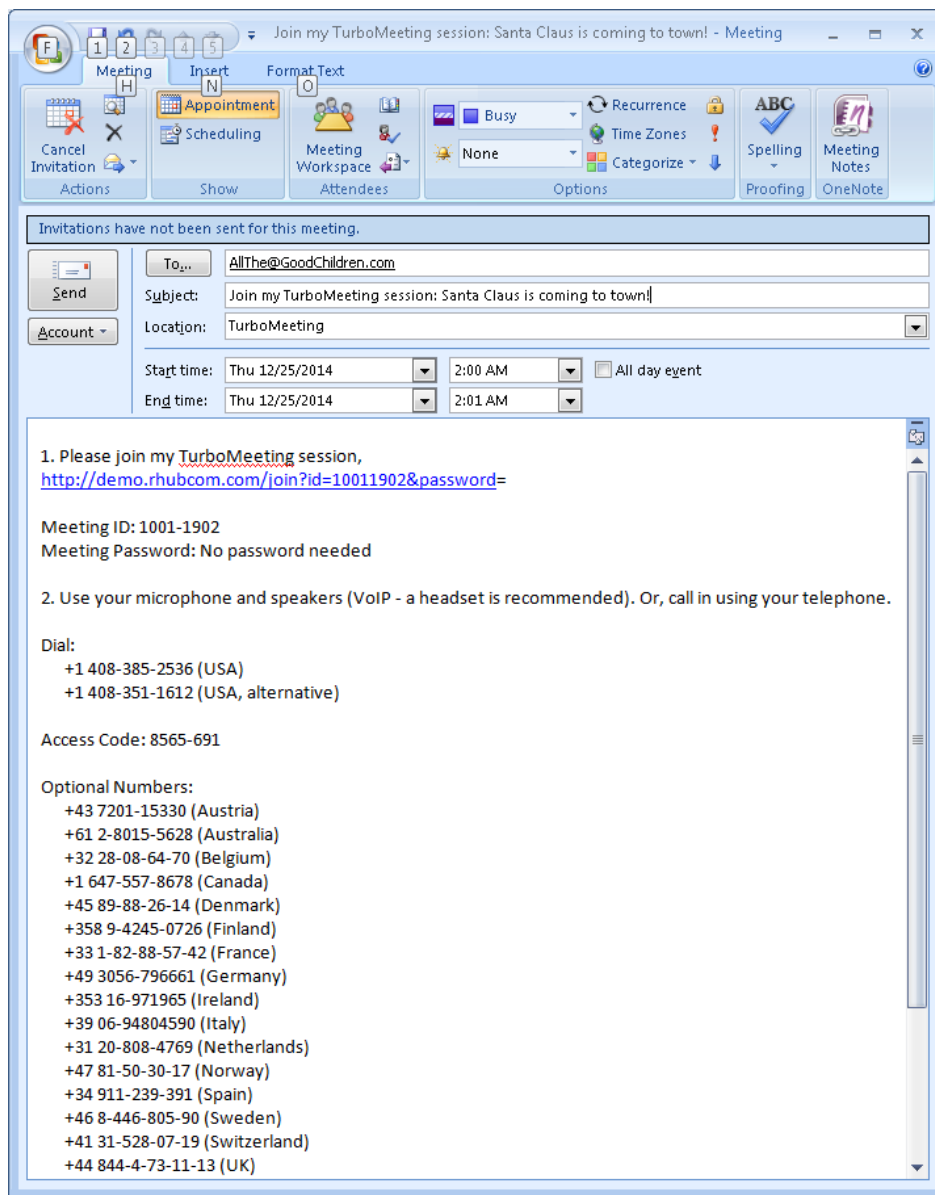 F 1 2 3 4 5 Join my TurboMeeting session: Santa Claus is coming to town! - Meeting
Meeting Insert Format Text
H N O
Cancel Invitation
Actions
Appointment
Scheduling
Show
Meeting Workspace
Attendees
Busy
None
Recurrence
Time Zones
Categorize
Options
ABC
Spelling
Proofing
Meeting Notes
OneNote
Invitations have not been sent for this meeting.
Send
Account
To... AllThe@GoodChildren.com
Subject: Join my TurboMeeting session: Santa Claus is coming to town!
Location: TurboMeeting
Start time: Thu 12/25/2014 2:00 AM All day event
End time: Thu 12/25/2014 2:01 AM
1. Please join my TurboMeeting session,
http://demo.rhubcom.com/join?id=10011902&password=
Meeting ID: 1001-1902
Meeting Password: No password needed
2. Use your microphone and speakers (VoIP - a headset is recommended). Or, call in using your telephone.
Dial:
+1 408-385-2536 (USA)
+1 408-351-1612 (USA, alternative)
Access Code: 8565-691
Optional Numbers:
+43 7201-15330 (Austria)
+61 2-8015-5628 (Australia)
+32 28-08-64-70 (Belgium)
+1 647-557-8678 (Canada)
+45 89-88-26-14 (Denmark)
+358 9-4245-0726 (Finland)
+33 1-82-88-57-42 (France)
+49 3056-796661 (Germany)
+353 16-971965 (Ireland)
+39 06-94804590 (Italy)
+31 20-808-4769 (Netherlands)
+47 81-50-30-17 (Norway)
+34 911-239-391 (Spain)
+46 8-446-805-90 (Sweden)
+41 31-528-07-19 (Switzerland)
+44 844-4-73-11-13 (UK)